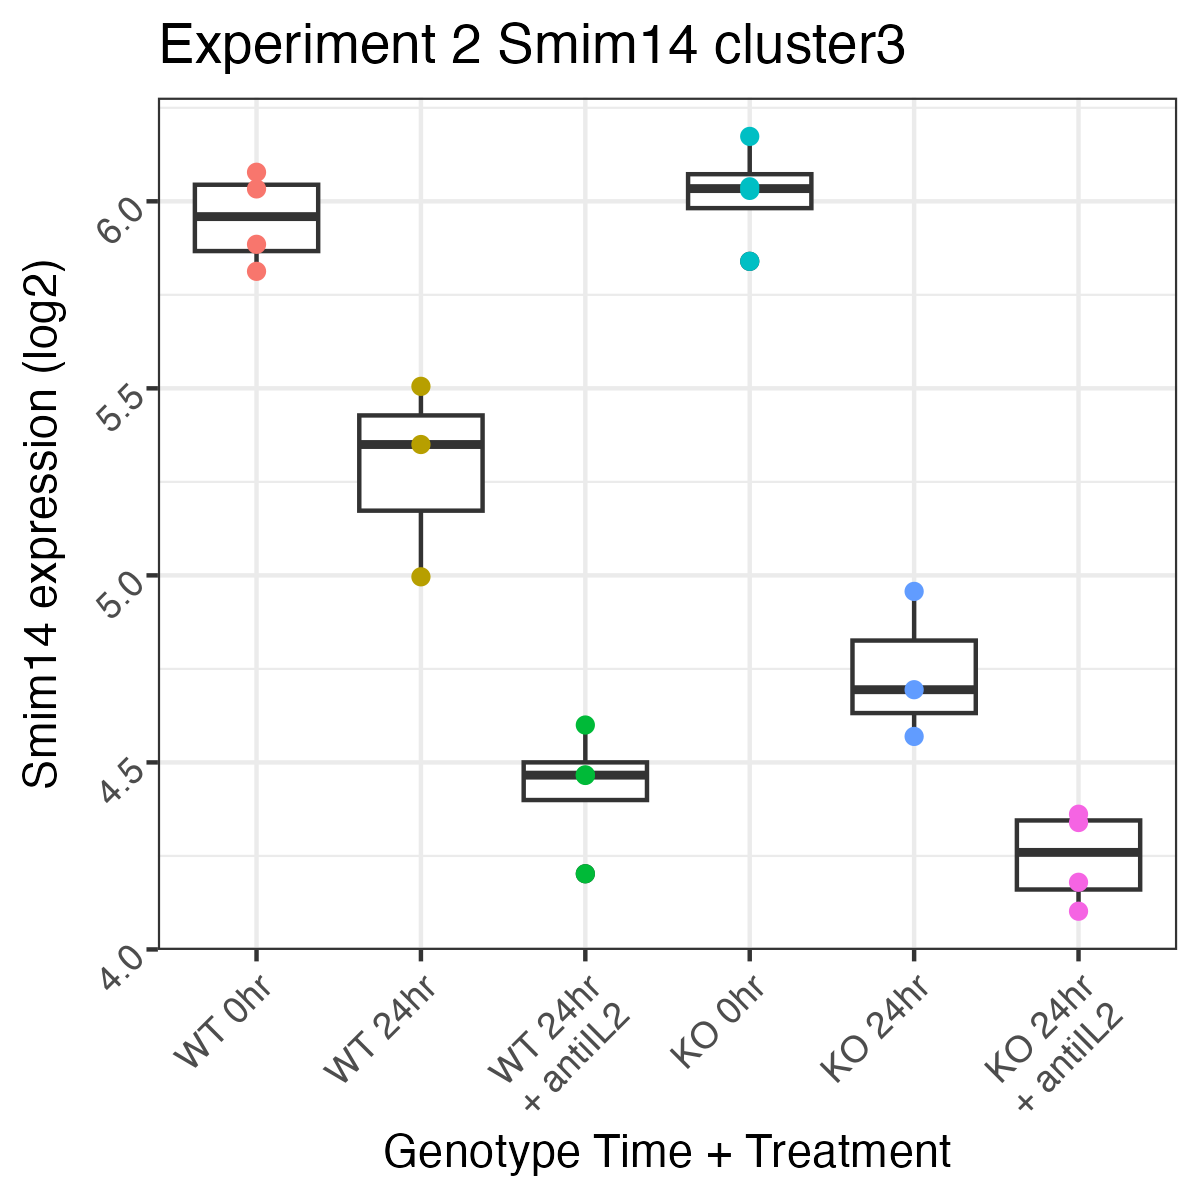 Experiment 2 Smim14 cluster3
Smim14 expression (log2)
6.0
5.5
5.0
4.5
4.0
WT 0hr
WT 24hr
WT 24hr
+ antiIL2
KO 0hr
KO 24hr
KO 24hr
+ antiIL2
Genotype Time + Treatment